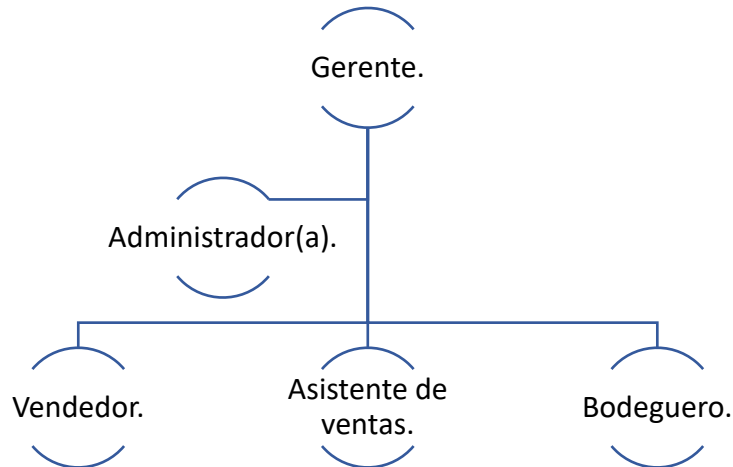 Gerente.
Administrador(a).
Vendedor.
Asistente de
ventas.
Bodeguero.